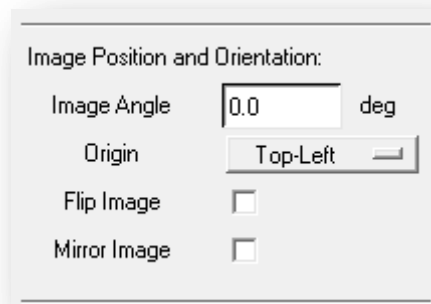 Image Position and Orientation:
Image Angle 0.0 deg
Origin Top-Left
Flip Image
Mirror Image